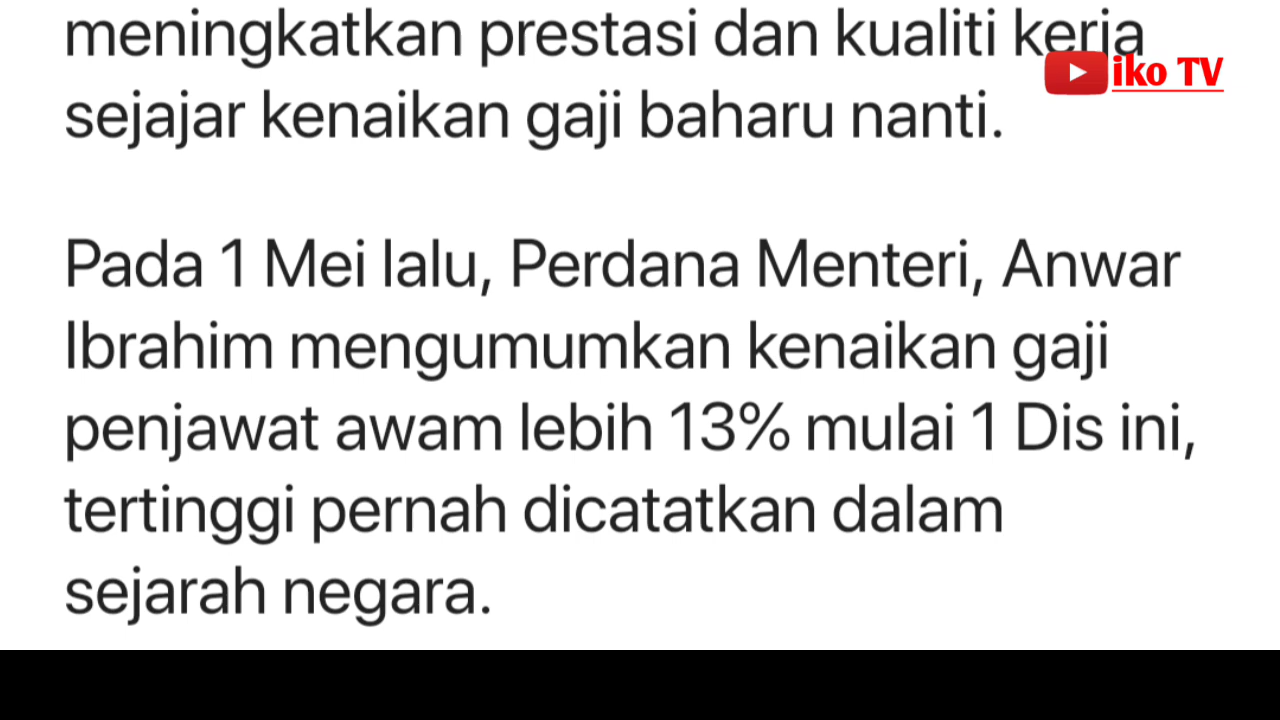 meningkatkan prestasi dan kualiti kerja
iko TV
sejajar kenaikan gaji baharu nanti.
Pada 1 Mei lalu, Perdana Menteri, Anwar
Ibrahim mengumumkan kenaikan gaji
penjawat awam lebih 13% mulai 1 Dis ini,
tertinggi pernah dicatatkan dalam
sejarah negara.